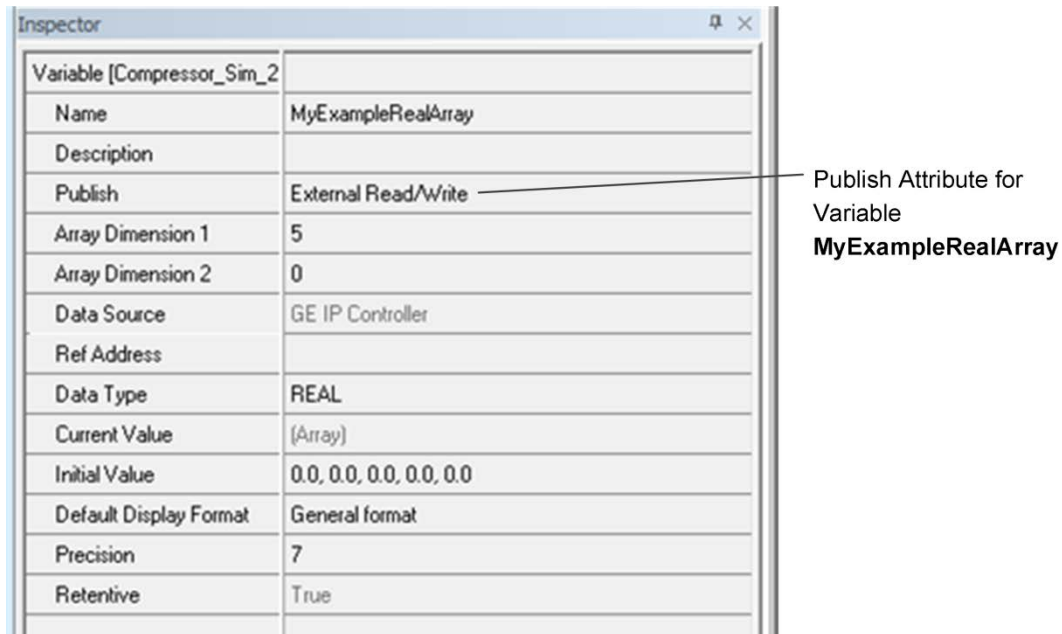 Inspector
Variable [Compressor_Sim_2
Name MyExampleRealArray
Description
Publish External Read/Write
Array Dimension 1 5
Array Dimension 2 0
Data Source GE IP Controller
Ref Address
Data Type REAL
Current Value (Array)
Initial Value 0.0, 0.0, 0.0, 0.0, 0.0
Default Display Format General format
Precision 7
Retentive True
Publish Attribute for
Variable
MyExampleRealArray